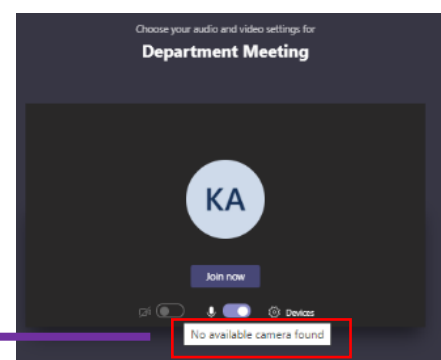 Choose your audio and video settings for
Department Meeting
KA
Join now
Devices
No available camera found